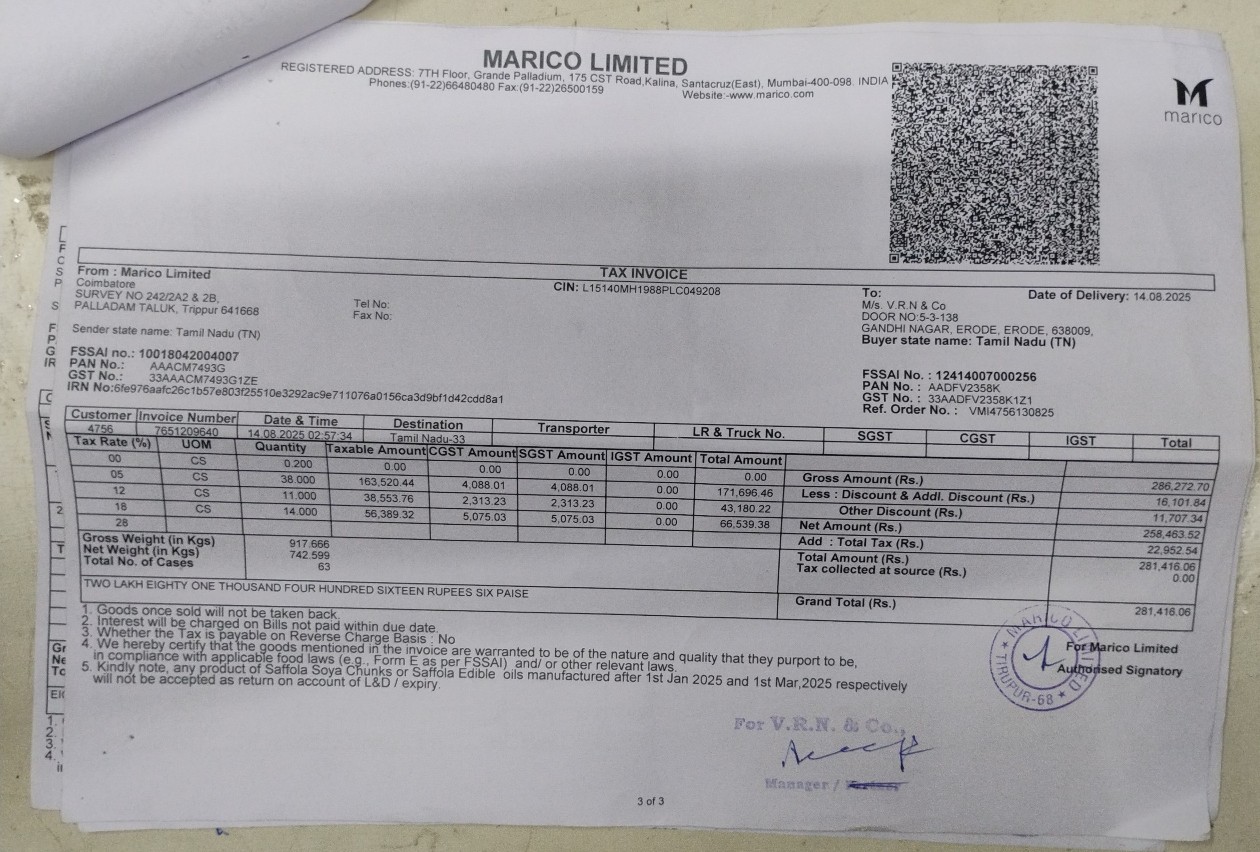 MARICO LIMITED
REGISTERED ADDRESS: 7TH Floor, Grande Palladium, 175 CST Road,Kalina, Santacruz(East), Mumbai-400-098. INDIA
Phones:(91-22)66480480 Fax:(91-22)26500159 Website:-www.marico.com
marico
TAX INVOICE
CIN: L15140MH1988PLC049208
From : Marico Limited
Coimbatore
SURVEY NO 242/2A2 & 2B,
PALLADAM TALUK, Trippur 641668
Tel No:
Fax No:
Sender state name: Tamil Nadu (TN)
FSSAI no.: 10018042004007
PAN No.: AAACM7493G
GST No.: 33AAACM7493G1ZE
IRN No:6fe976aafc26c1b57e803f25510e3292ac9e711076a0156ca3d9bf1d42cdd8a1
To: Date of Delivery: 14.08.2025
M/s. V.R.N & Co
DOOR NO:5-3-138
GANDHI NAGAR, ERODE, ERODE, 638009,
Buyer state name: Tamil Nadu (TN)
FSSAI No. : 12414007000256
PAN No. : AADFV2358K
GST No. : 33AADFV2358K1Z1
Ref. Order No. : VMI4756130825
Customer Invoice Number Date & Time Destination Transporter LR & Truck No. SGST CGST IGST Total
4756 7651209640 14.08.2025 02:57:34 Tamil Nadu-33
Tax Rate (%) UOM Quantity Taxable Amount CGST Amount SGST Amount IGST Amount Total Amount
00 CS 0.200 0.00 0.00 0.00 0.00 0.00
05 CS 38.000 163,520.44 4,088.01 4,088.01 0.00 171,696.46
12 CS 11.000 38,553.76 2,313.23 2,313.23 0.00 43,180.22
18 CS 14.000 56,389.32 5,075.03 5,075.03 0.00 66,539.38
28
Gross Amount (Rs.) 286,272.70
Less : Discount & Addl. Discount (Rs.) 16,101.84
Other Discount (Rs.) 11,707.34
Net Amount (Rs.) 258,463.52
Add : Total Tax (Rs.) 22,952.54
Total Amount (Rs.) 281,416.06
Tax collected at source (Rs.) 0.00
Gross Weight (in Kgs) 917.666
Net Weight (in Kgs) 742.599
Total No. of Cases 63
TWO LAKH EIGHTY ONE THOUSAND FOUR HUNDRED SIXTEEN RUPEES SIX PAISE
Grand Total (Rs.) 281,416.06
1. Goods once sold will not be taken back.
2. Interest will be charged on Bills not paid within due date.
3. Whether the Tax is payable on Reverse Charge Basis : No
4. We hereby certify that the goods mentioned in the invoice are warranted to be of the nature and quality that they purport to be,
in compliance with applicable food laws (e.g., Form E as per FSSAI) and/ or other relevant laws.
5. Kindly note, any product of Saffola Soya Chunks or Saffola Edible oils manufactured after 1st Jan 2025 and 1st Mar,2025 respectively
will not be accepted as return on account of L&D / expiry.
MARICO LIMITED
TIRUPUR-68
For Marico Limited
Authorised Signatory
For V.R.N. & Co.,
Manager /
3 of 3